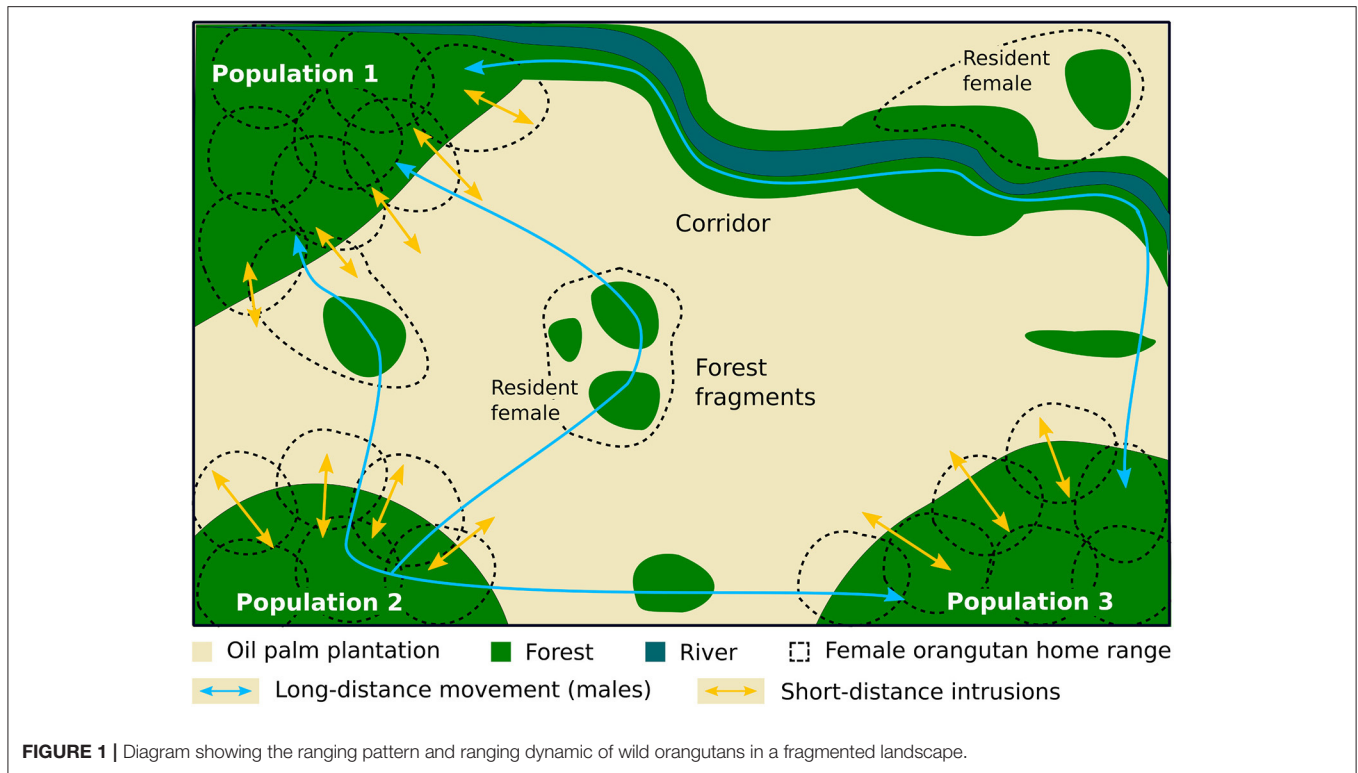 Population 1
Resident
female
Corridor
Resident
female
Forest
fragments
Population 2
Population 3
Oil palm plantation
Forest
River
Female orangutan home range
Long-distance movement (males)
Short-distance intrusions
FIGURE 1 | Diagram showing the ranging pattern and ranging dynamic of wild orangutans in a fragmented landscape.